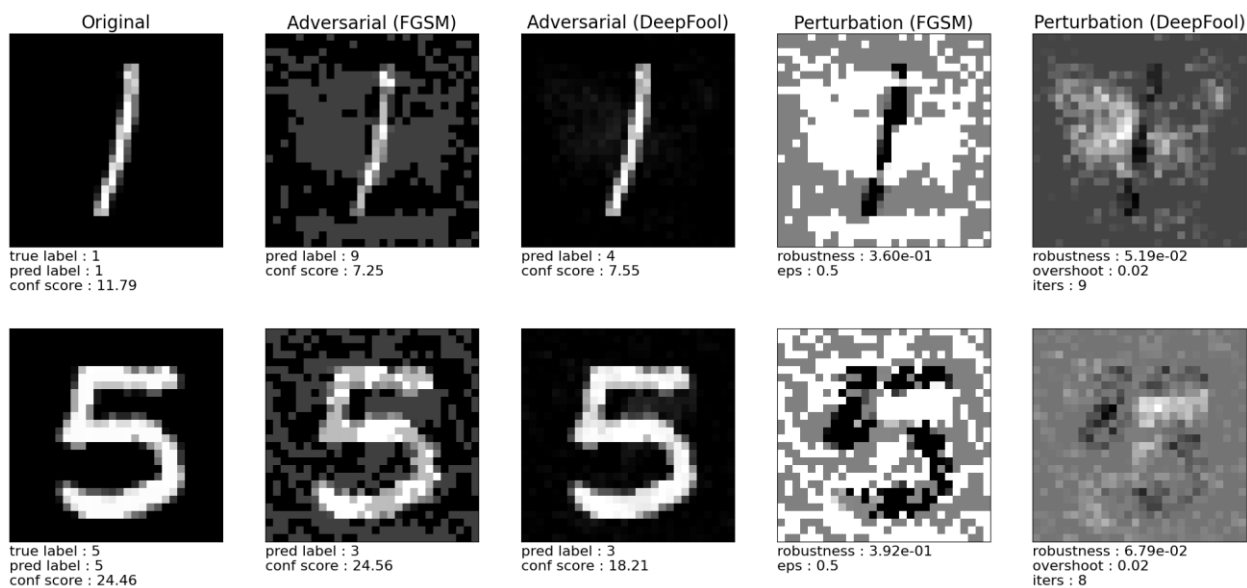 Original
Adversarial (FGSM)
Adversarial (DeepFool)
Perturbation (FGSM)
Perturbation (DeepFool)
true label : 1
pred label : 1
conf score : 11.79
pred label : 9
conf score : 7.25
pred label : 4
conf score : 7.55
robustness : 3.60e-01
eps : 0.5
robustness : 5.19e-02
overshoot : 0.02
iters : 9
true label : 5
pred label : 5
conf score : 24.46
pred label : 3
conf score : 24.56
pred label : 3
conf score : 18.21
robustness : 3.92e-01
eps : 0.5
robustness : 6.79e-02
overshoot : 0.02
iters : 8